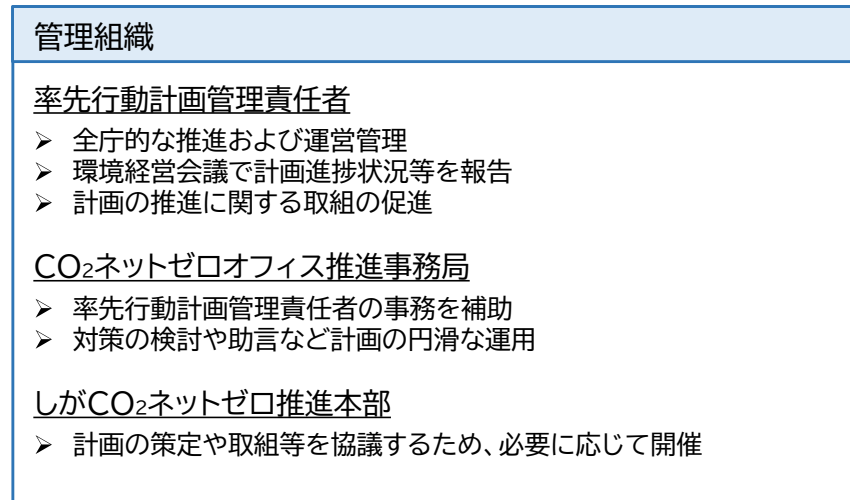 管理組織
率先行動計画管理責任者
➢ 全庁的な推進および運営管理
➢ 環境経営会議で計画進捗状況等を報告
➢ 計画の推進に関する取組の促進
CO₂ネットゼロオフィス推進事務局
➢ 率先行動計画管理責任者の事務を補助
➢ 対策の検討や助言など計画の円滑な運用
しがCO₂ネットゼロ推進本部
➢ 計画の策定や取組等を協議するため、必要に応じて開催